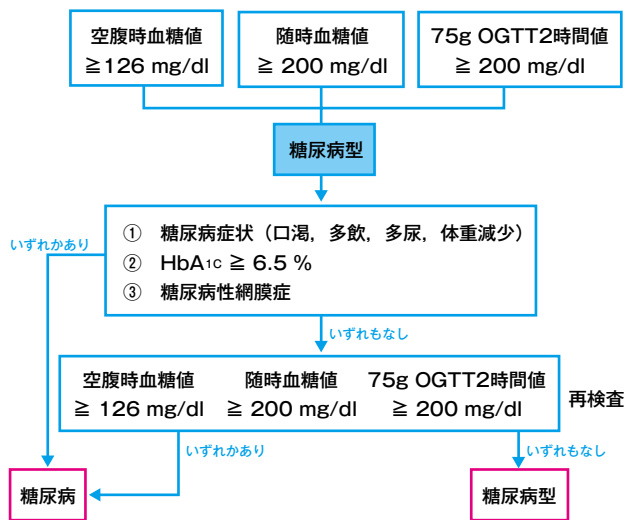 空腹時血糖値
≧126 mg/dl
随時血糖値
≧ 200 mg/dl
75g OGTT2時間値
≧ 200 mg/dl
糖尿病型
① 糖尿病症状（口渇，多飲，多尿，体重減少）
② HbA1C ≧ 6.5 %
③ 糖尿病性網膜症
いずれかあり
いずれもなし
空腹時血糖値
≧ 126 mg/dl
随時血糖値
≧ 200 mg/dl
75g OGTT2時間値
≧ 200 mg/dl
再検査
いずれかあり
いずれもなし
糖尿病
糖尿病型